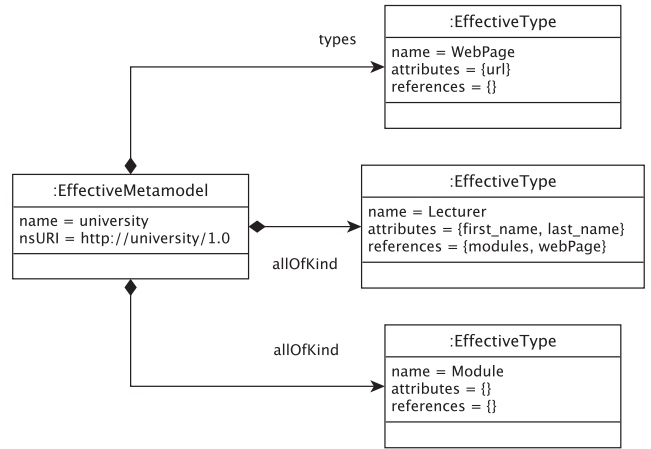 types
:EffectiveType
name = WebPage
attributes = {url}
references = {}
:EffectiveMetamodel
name = university
nsURI = http://university/1.0
allOfKind
:EffectiveType
name = Lecturer
attributes = {first_name, last_name}
references = {modules, webPage}
allOfKind
:EffectiveType
name = Module
attributes = {}
references = {}